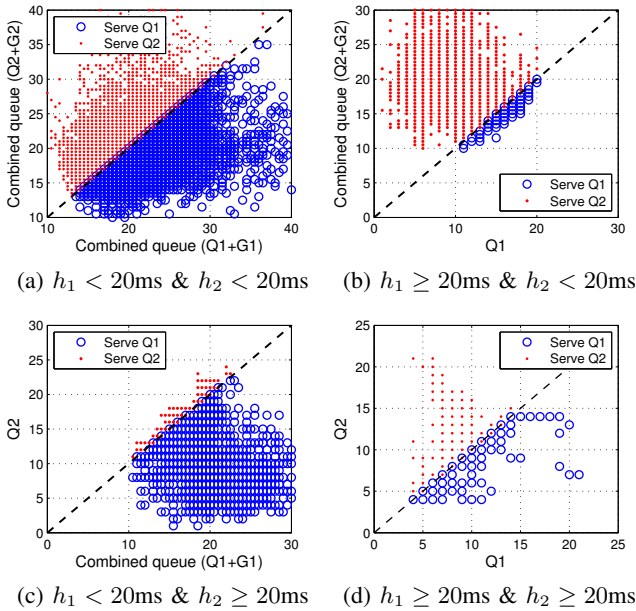 40
35
30
25
20
15
10
10 20 30 40
Combined queue (Q2+G2)
Combined queue (Q1+G1)
Serve Q1
Serve Q2
(a) h₁ < 20ms & h₂ < 20ms
30
25
20
15
10
5
0
0 10 20 30
Combined queue (Q2+G2)
Q1
Serve Q1
Serve Q2
(b) h₁ ≥ 20ms & h₂ < 20ms
30
25
20
15
10
5
0
0 10 20 30
Q2
Combined queue (Q1+G1)
Serve Q1
Serve Q2
(c) h₁ < 20ms & h₂ ≥ 20ms
25
20
15
10
5
0
0 5 10 15 20 25
Q2
Q1
Serve Q1
Serve Q2
(d) h₁ ≥ 20ms & h₂ ≥ 20ms